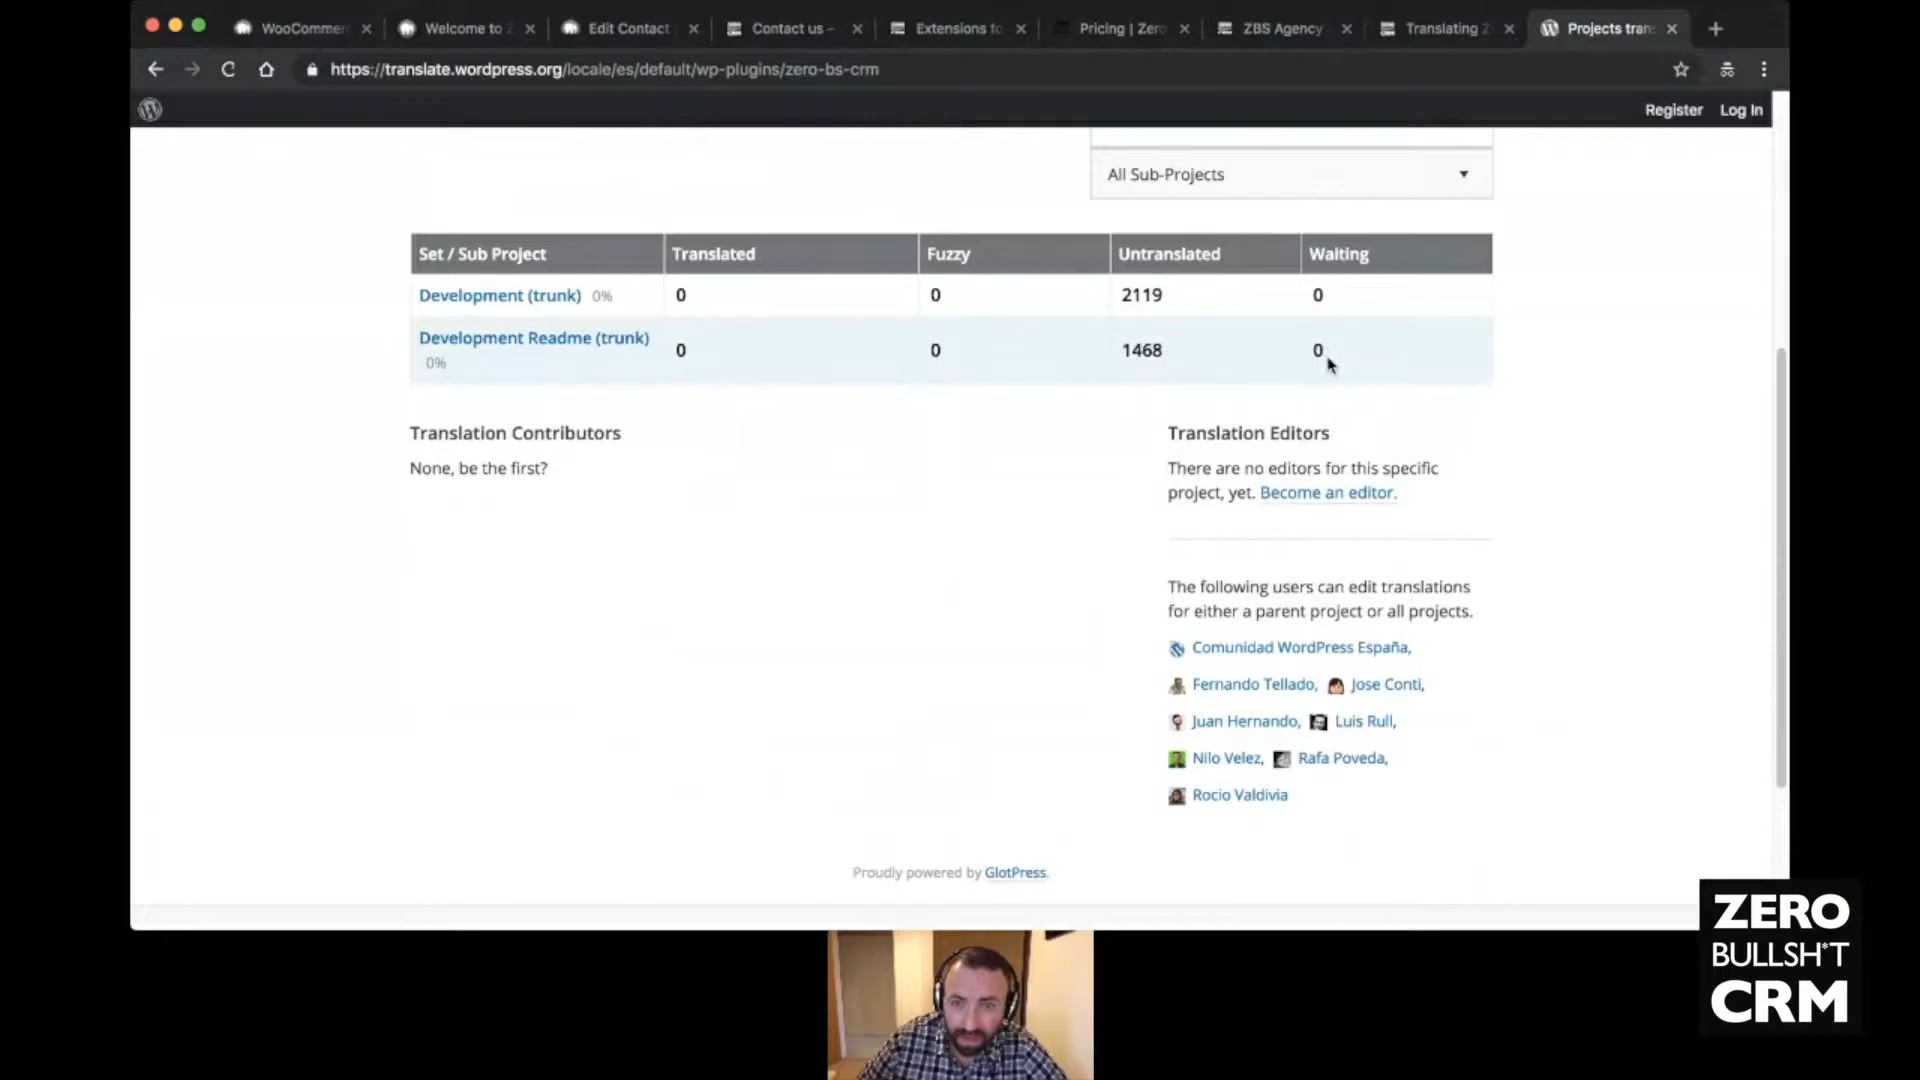 WooCommer
Welcome to Z
Edit Contact
Contact us –
Extensions fo
Pricing | Zero
ZBS Agency
Translating Z
Projects tran
https://translate.wordpress.org/locale/es/default/wp-plugins/zero-bs-crm
Register Log In
All Sub-Projects
Set / Sub Project Translated Fuzzy Untranslated Waiting
Development (trunk) 0% 0 0 2119 0
Development Readme (trunk)
0% 0 0 1468 0
Translation Contributors
None, be the first?
Translation Editors
There are no editors for this specific
project, yet. Become an editor.
The following users can edit translations
for either a parent project or all projects.
Comunidad WordPress España,
Fernando Tellado, Jose Conti,
Juan Hernando, Luis Rull,
Nilo Velez, Rafa Poveda,
Rocio Valdivia
Proudly powered by GlotPress.
ZERO
BULLSH*T
CRM